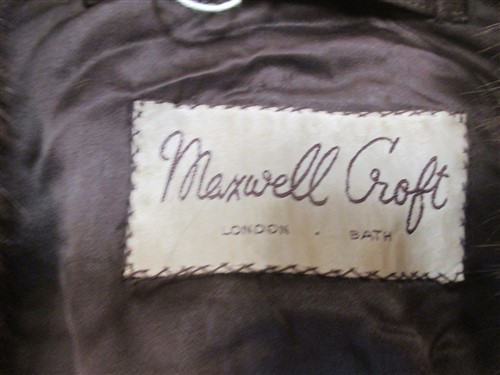 Maxwell Croft
LONDON . BATH